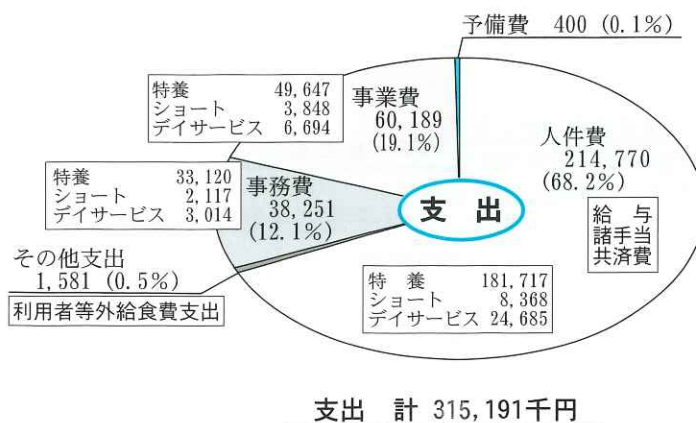 予備費 400 (0.1%)
特養 49,647
ショート 3,848
デイサービス 6,694
事業費
60,189
(19.1%)
人件費
214,770
(68.2%)
給 与
諸手当
共済費
特養 33,120
ショート 2,117
デイサービス 3,014
事務費
38,251
(12.1%)
支 出
その他支出
1,581 (0.5%)
利用者等外給食費支出
特 養 181,717
ショート 8,368
デイサービス 24,685
支出 計 315,191千円